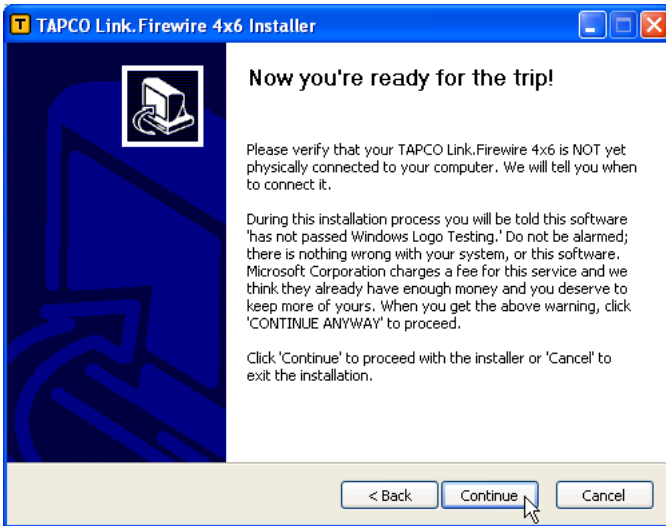 TAPCO Link.Firewire 4x6 Installer
Now you're ready for the trip!
Please verify that your TAPCO Link.Firewire 4x6 is NOT yet
physically connected to your computer. We will tell you when
to connect it.
During this installation process you will be told this software
'has not passed Windows Logo Testing.' Do not be alarmed;
there is nothing wrong with your system, or this software.
Microsoft Corporation charges a fee for this service and we
think they already have enough money and you deserve to
keep more of yours. When you get the above warning, click
'CONTINUE ANYWAY' to proceed.
Click 'Continue' to proceed with the installer or 'Cancel' to
exit the installation.
< Back Continue Cancel